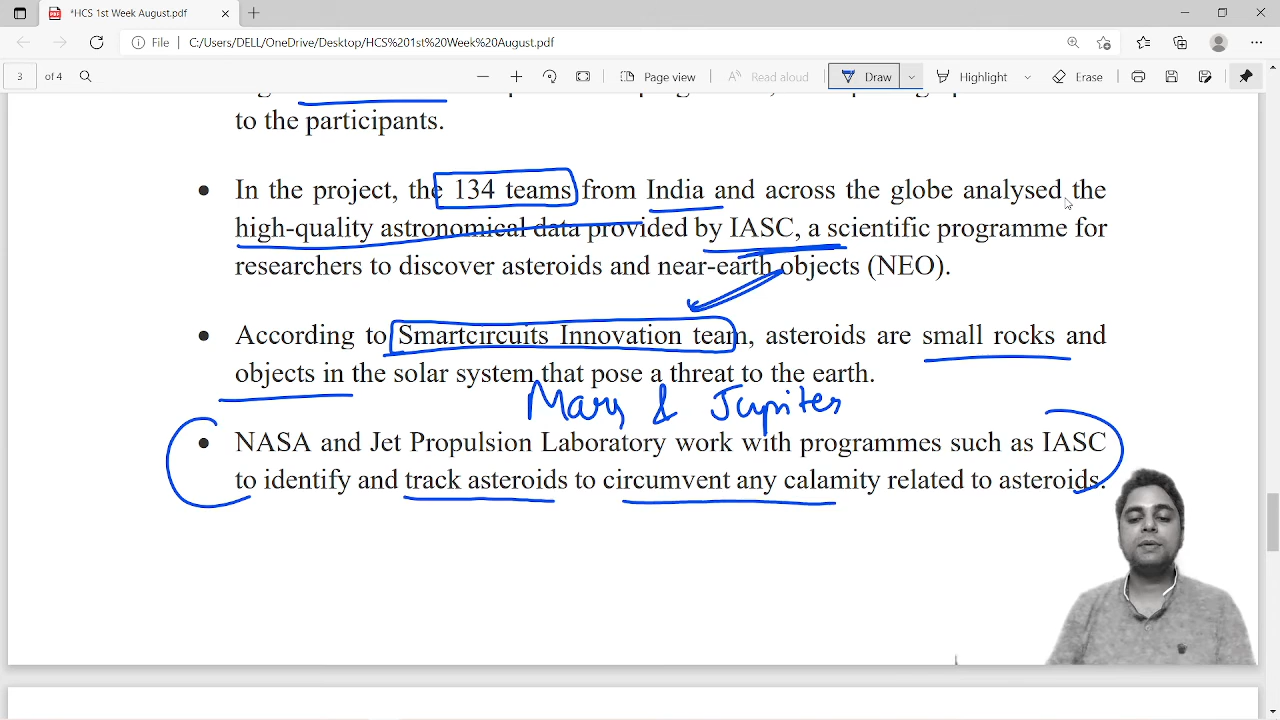 *HCS 1st Week August.pdf
File C:/Users/DELL/OneDrive/Desktop/HCS%201st%20Week%20August.pdf
3 of 4 Page view Read aloud Draw Highlight Erase
to the participants.
• In the project, the 134 teams from India and across the globe analysed the
high-quality astronomical data provided by IASC, a scientific programme for
researchers to discover asteroids and near-earth objects (NEO).
• According to Smartcircuits Innovation team, asteroids are small rocks and
objects in the solar system that pose a threat to the earth.
Mars & Jupiter
• NASA and Jet Propulsion Laboratory work with programmes such as IASC
to identify and track asteroids to circumvent any calamity related to asteroids.